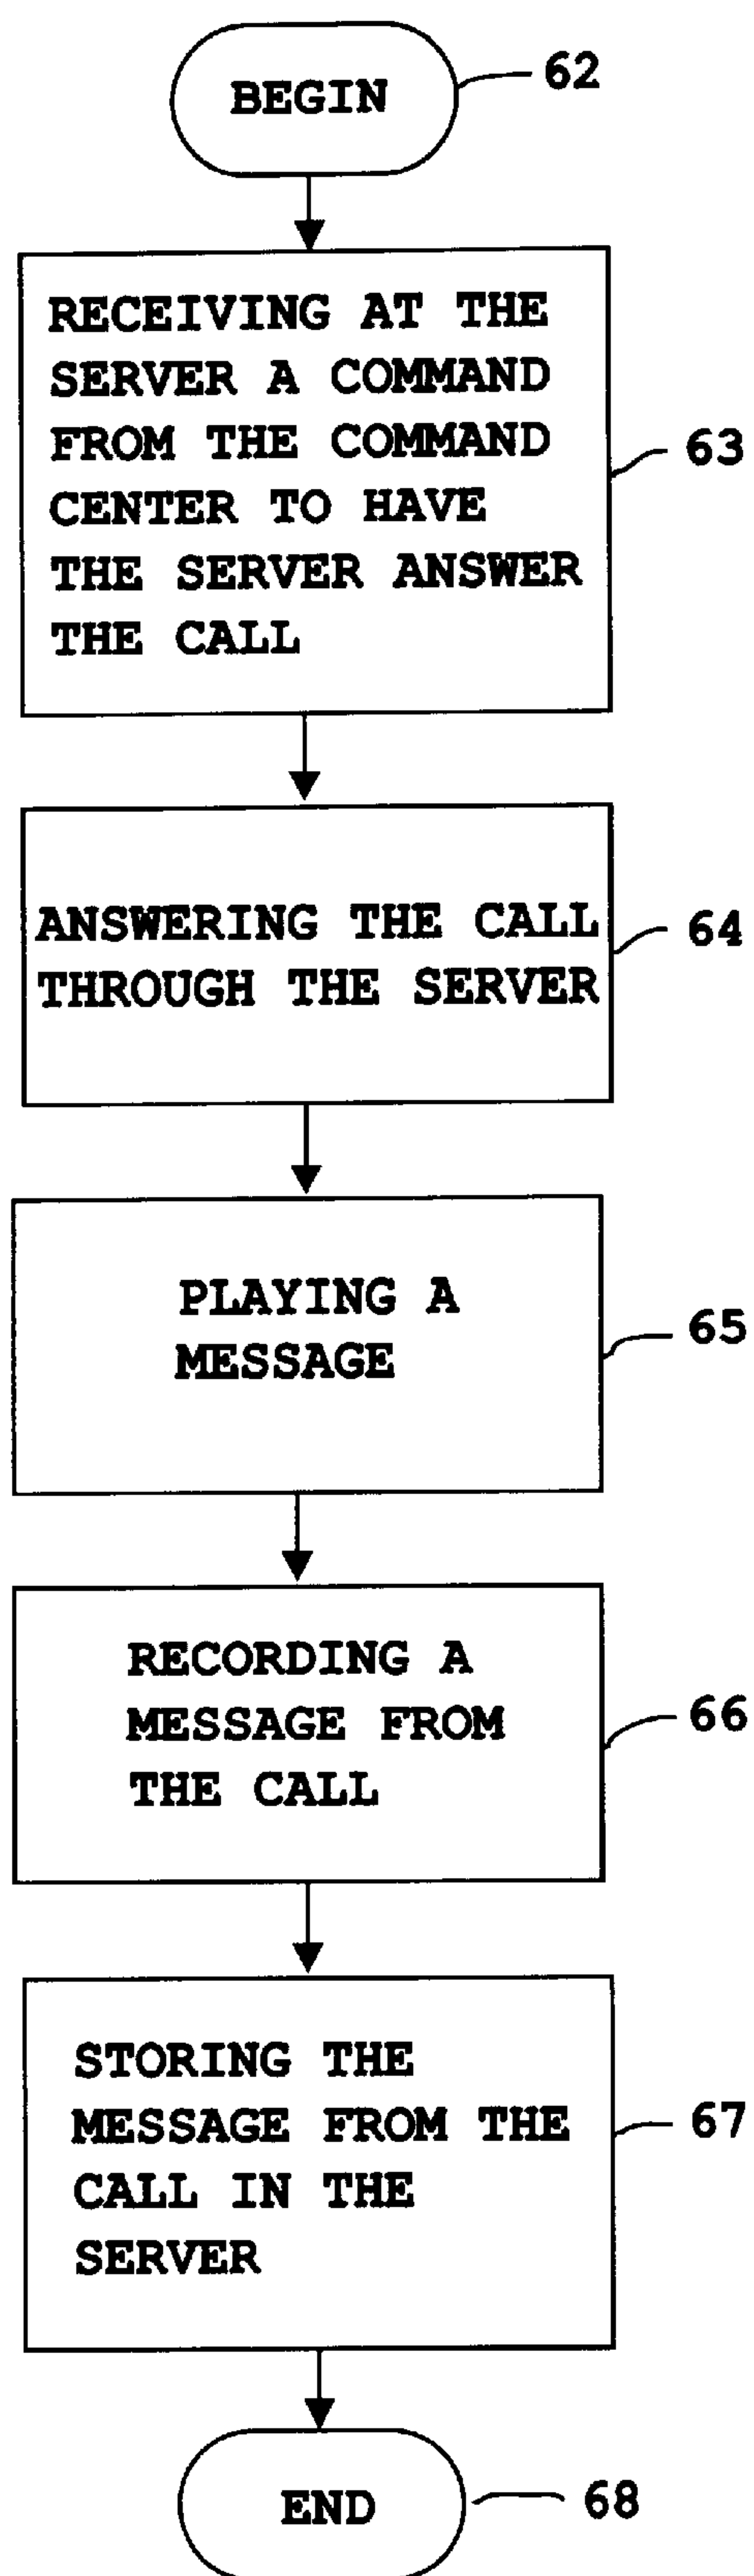 BEGIN
62
RECEIVING AT THE
SERVER A COMMAND
FROM THE COMMAND
CENTER TO HAVE
THE SERVER ANSWER
THE CALL
63
ANSWERING THE CALL
THROUGH THE SERVER
64
PLAYING A
MESSAGE
65
RECORDING A
MESSAGE FROM
THE CALL
66
STORING THE
MESSAGE FROM THE
CALL IN THE
SERVER
67
END
68